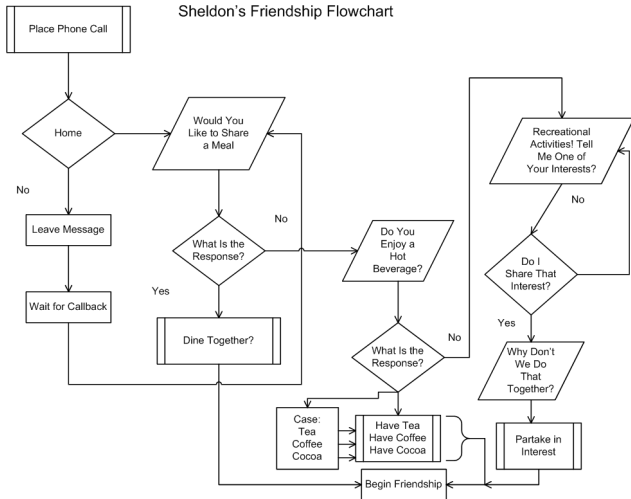 Sheldon's Friendship Flowchart
Place Phone Call
Home
No
Leave Message
Wait for Callback
Would You
Like to Share
a Meal
No
What Is the
Response?
Yes
Dine Together?
Do You
Enjoy a
Hot
Beverage?
No
What Is the
Response?
Case:
Tea
Coffee
Cocoa
Have Tea
Have Coffee
Have Cocoa
Recreational
Activities! Tell
Me One of
Your Interests?
No
Do I
Share That
Interest?
Yes
Why Don't
We Do
That
Together?
Partake in
Interest
Begin Friendship